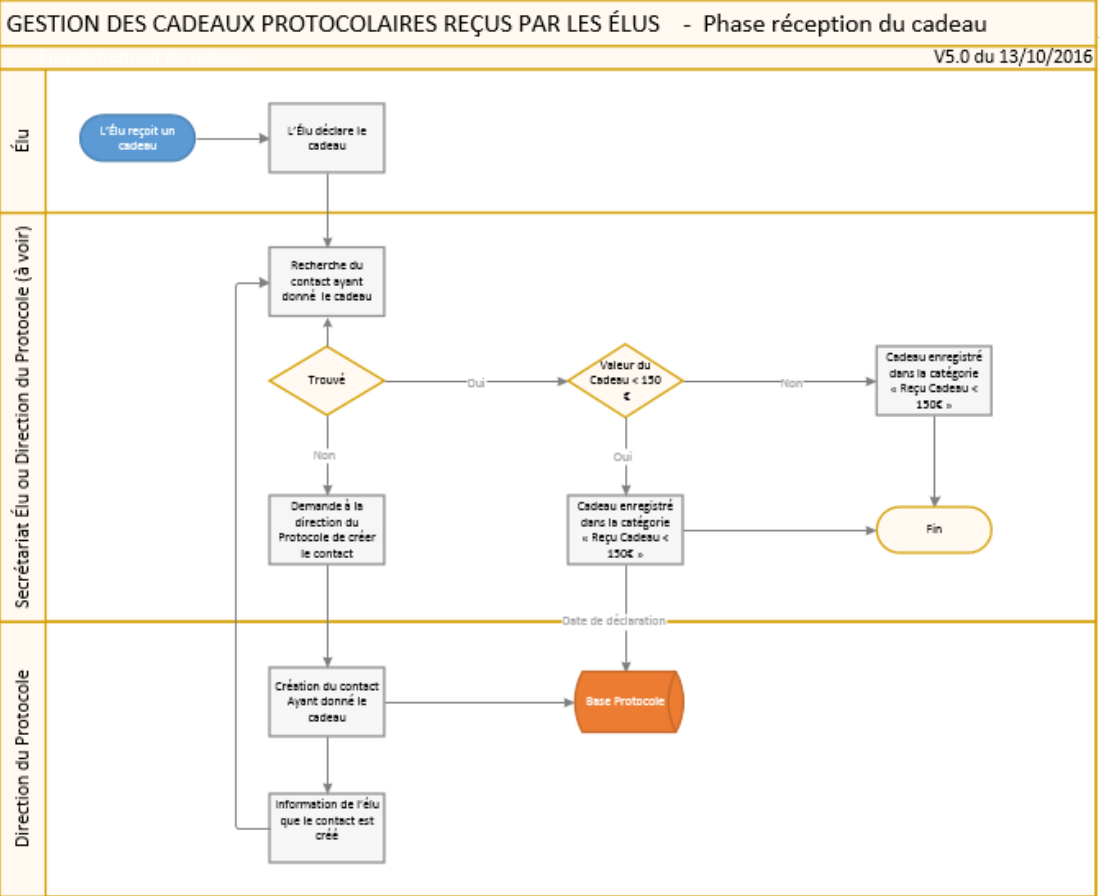 GESTION DES CADEAUX PROTOCOLAIRES REÇUS PAR LES ÉLUS - Phase réception du cadeau
Enregistrement du cadeau
V5.0 du 13/10/2016
Élu
L'Élu reçoit un
cadeau
L'Élu déclare le
cadeau
Secrétariat Élu ou Direction du Protocole (à voir)
Recherche du
contact ayant
donné le cadeau
Trouvé
Oui
Valeur du
Cadeau < 150
€
Non
Cadeau enregistré
dans la catégorie
« Reçu Cadeau <
150€ »
Non
Oui
Demande à la
direction du
Protocole de créer
le contact
Cadeau enregistré
dans la catégorie
« Reçu Cadeau <
150€ »
Fin
Date de déclaration
Direction du Protocole
Création du contact
Ayant donné le
cadeau
Base Protocole
Information de l'élu
que le contact est
créé